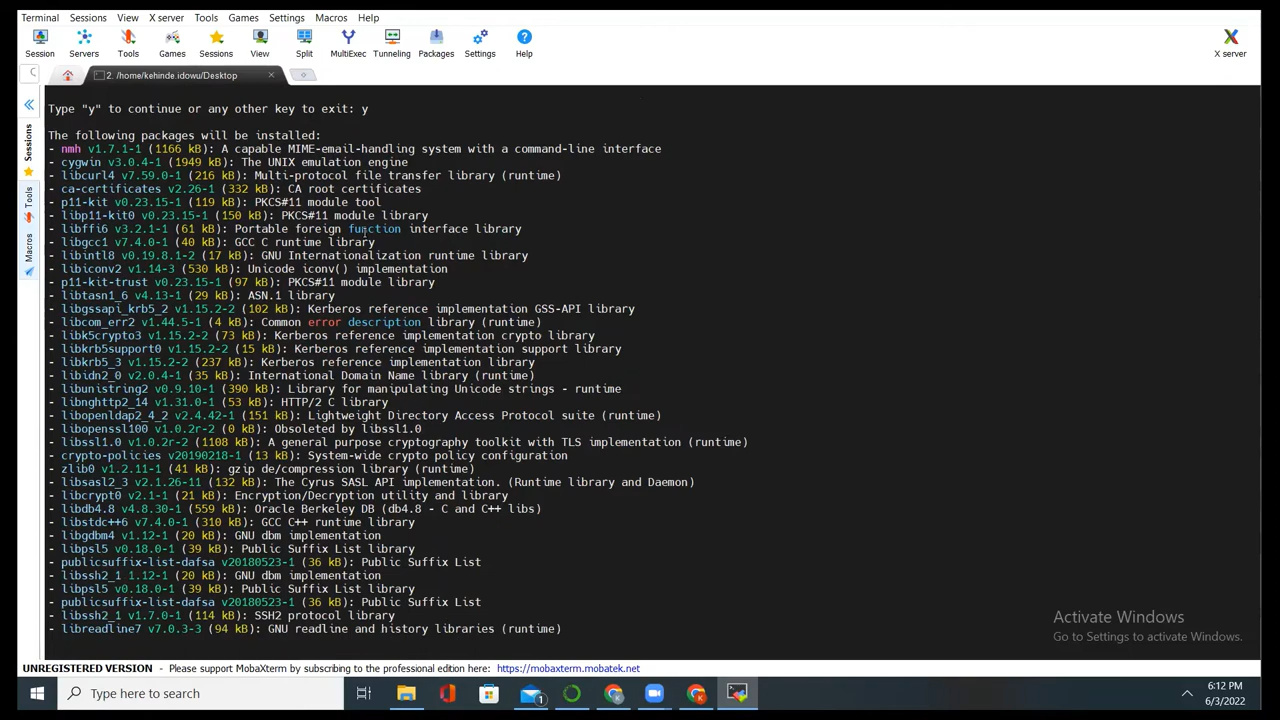 Terminal Sessions View X server Tools Games Settings Macros Help
Session Servers Tools Games Sessions View Split MultiExec Tunneling Packages Settings Help X server
2. /home/kehinde.idowu/Desktop
Sessions
Tools
Macros
Type "y" to continue or any other key to exit: y
The following packages will be installed:
- nmh v1.7.1-1 (1166 kB): A capable MIME-email-handling system with a command-line interface
- cygwin v3.0.4-1 (1949 kB): The UNIX emulation engine
- libcurl4 v7.59.0-1 (216 kB): Multi-protocol file transfer library (runtime)
- ca-certificates v2.26-1 (332 kB): CA root certificates
- p11-kit v0.23.15-1 (119 kB): PKCS#11 module tool
- libp11-kit0 v0.23.15-1 (150 kB): PKCS#11 module library
- libffi6 v3.2.1-1 (61 kB): Portable foreign function interface library
- libgcc1 v7.4.0-1 (40 kB): GCC C runtime library
- libintl8 v0.19.8.1-2 (17 kB): GNU Internationalization runtime library
- libiconv2 v1.14-3 (530 kB): Unicode iconv() implementation
- p11-kit-trust v0.23.15-1 (97 kB): PKCS#11 module library
- libtasn1_6 v4.13-1 (29 kB): ASN.1 library
- libgssapi_krb5_2 v1.15.2-2 (102 kB): Kerberos reference implementation GSS-API library
- libcom_err2 v1.44.5-1 (4 kB): Common error description library (runtime)
- libk5crypto3 v1.15.2-2 (73 kB): Kerberos reference implementation crypto library
- libkrb5support0 v1.15.2-2 (15 kB): Kerberos reference implementation support library
- libkrb5_3 v1.15.2-2 (237 kB): Kerberos reference implementation library
- libidn2_0 v2.0.4-1 (35 kB): International Domain Name library (runtime)
- libunistring2 v0.9.10-1 (390 kB): Library for manipulating Unicode strings - runtime
- libnghttp2_14 v1.31.0-1 (53 kB): HTTP/2 C library
- libopenldap2_4_2 v2.4.42-1 (151 kB): Lightweight Directory Access Protocol suite (runtime)
- libopenssl100 v1.0.2r-2 (0 kB): Obsoleted by libssl1.0
- libssl1.0 v1.0.2r-2 (1108 kB): A general purpose cryptography toolkit with TLS implementation (runtime)
- crypto-policies v20190218-1 (13 kB): System-wide crypto policy configuration
- zlib0 v1.2.11-1 (41 kB): gzip de/compression library (runtime)
- libsasl2_3 v2.1.26-11 (132 kB): The Cyrus SASL API implementation. (Runtime library and Daemon)
- libcrypt0 v2.1-1 (21 kB): Encryption/Decryption utility and library
- libdb4.8 v4.8.30-1 (559 kB): Oracle Berkeley DB (db4.8 - C and C++ libs)
- libstdc++6 v7.4.0-1 (310 kB): GCC C++ runtime library
- libgdbm4 v1.12-1 (20 kB): GNU dbm implementation
- libpsl5 v0.18.0-1 (39 kB): Public Suffix List library
- publicsuffix-list-dafsa v20180523-1 (36 kB): Public Suffix List
- libssh2_1 1.12-1 (20 kB): GNU dbm implementation
- libpsl5 v0.18.0-1 (39 kB): Public Suffix List library
- publicsuffix-list-dafsa v20180523-1 (36 kB): Public Suffix List
- libssh2_1 v1.7.0-1 (114 kB): SSH2 protocol library
- libreadline7 v7.0.3-3 (94 kB): GNU readline and history libraries (runtime)
Activate Windows
Go to Settings to activate Windows.
UNREGISTERED VERSION - Please support MobaXterm by subscribing to the professional edition here: https://mobaxterm.mobatek.net
Type here to search
1
6:12 PM
6/3/2022